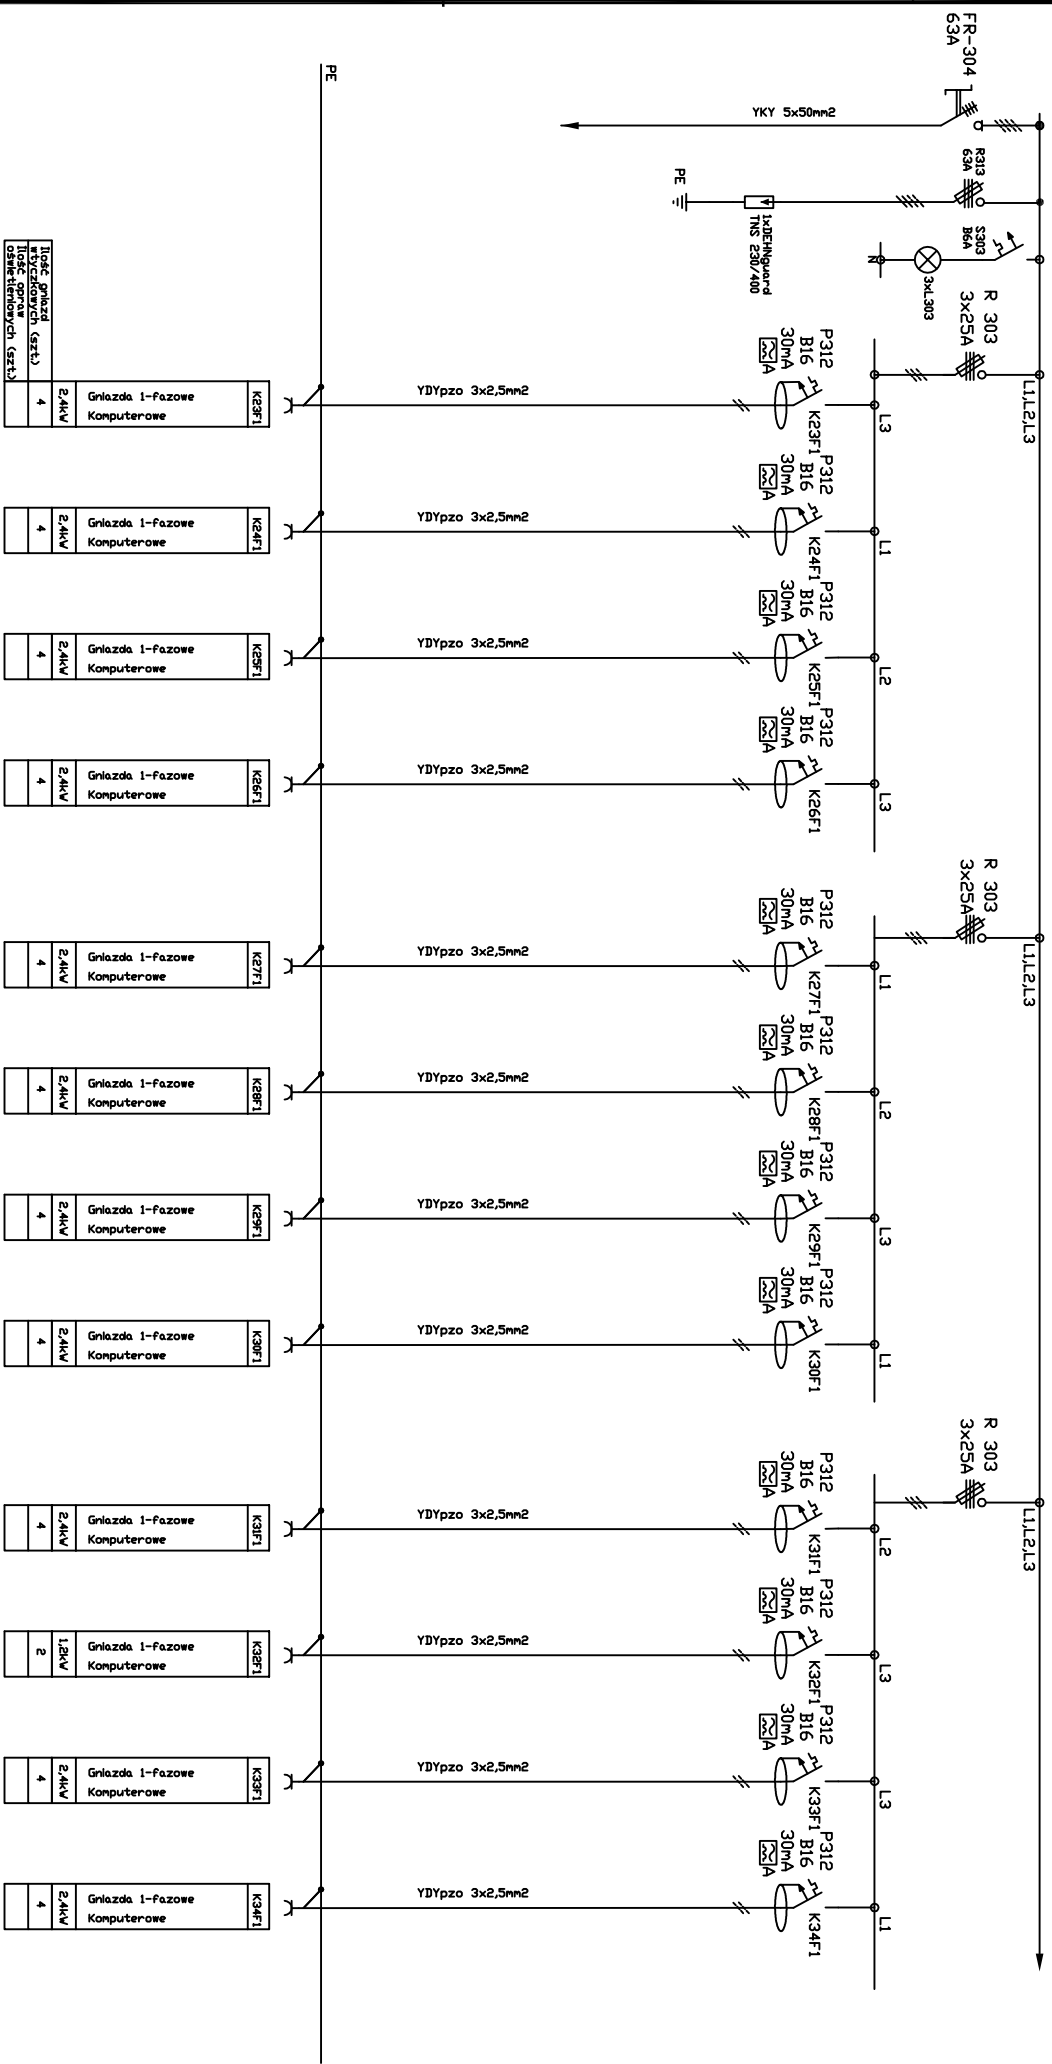 FR-304
63A
YKY 5x50mm2
R313
63A
PE
1xDEHNguard
TNS 230/400
S303
B6A
3xL303
N
PE
R 303
3x25A
L1,L2,L3
P312
B16
30mA
A
K23F1
L3
YDYpzo 3x2,5mm2
P312
B16
30mA
A
K24F1
L1
YDYpzo 3x2,5mm2
P312
B16
30mA
A
K25F1
L2
YDYpzo 3x2,5mm2
P312
B16
30mA
A
K26F1
L3
YDYpzo 3x2,5mm2
R 303
3x25A
L1,L2,L3
P312
B16
30mA
A
K27F1
L1
YDYpzo 3x2,5mm2
P312
B16
30mA
A
K28F1
L2
YDYpzo 3x2,5mm2
P312
B16
30mA
A
K29F1
L3
YDYpzo 3x2,5mm2
P312
B16
30mA
A
K30F1
L1
YDYpzo 3x2,5mm2
R 303
3x25A
L1,L2,L3
P312
B16
30mA
A
K31F1
L2
YDYpzo 3x2,5mm2
P312
B16
30mA
A
K32F1
L3
YDYpzo 3x2,5mm2
P312
B16
30mA
A
K33F1
L3
YDYpzo 3x2,5mm2
P312
B16
30mA
A
K34F1
L1
YDYpzo 3x2,5mm2
Ilość gniazd
wtyczkowych (szt.)
Ilość opraw
oświetleniowych (szt.)
K23F1
Gniazda 1-fazowe
Komputerowe
2,4kW
4
K24F1
Gniazda 1-fazowe
Komputerowe
2,4kW
4
K25F1
Gniazda 1-fazowe
Komputerowe
2,4kW
4
K26F1
Gniazda 1-fazowe
Komputerowe
2,4kW
4
K27F1
Gniazda 1-fazowe
Komputerowe
2,4kW
4
K28F1
Gniazda 1-fazowe
Komputerowe
2,4kW
4
K29F1
Gniazda 1-fazowe
Komputerowe
2,4kW
4
K30F1
Gniazda 1-fazowe
Komputerowe
2,4kW
4
K31F1
Gniazda 1-fazowe
Komputerowe
2,4kW
4
K32F1
Gniazda 1-fazowe
Komputerowe
1,2kW
2
K33F1
Gniazda 1-fazowe
Komputerowe
2,4kW
4
K34F1
Gniazda 1-fazowe
Komputerowe
2,4kW
4